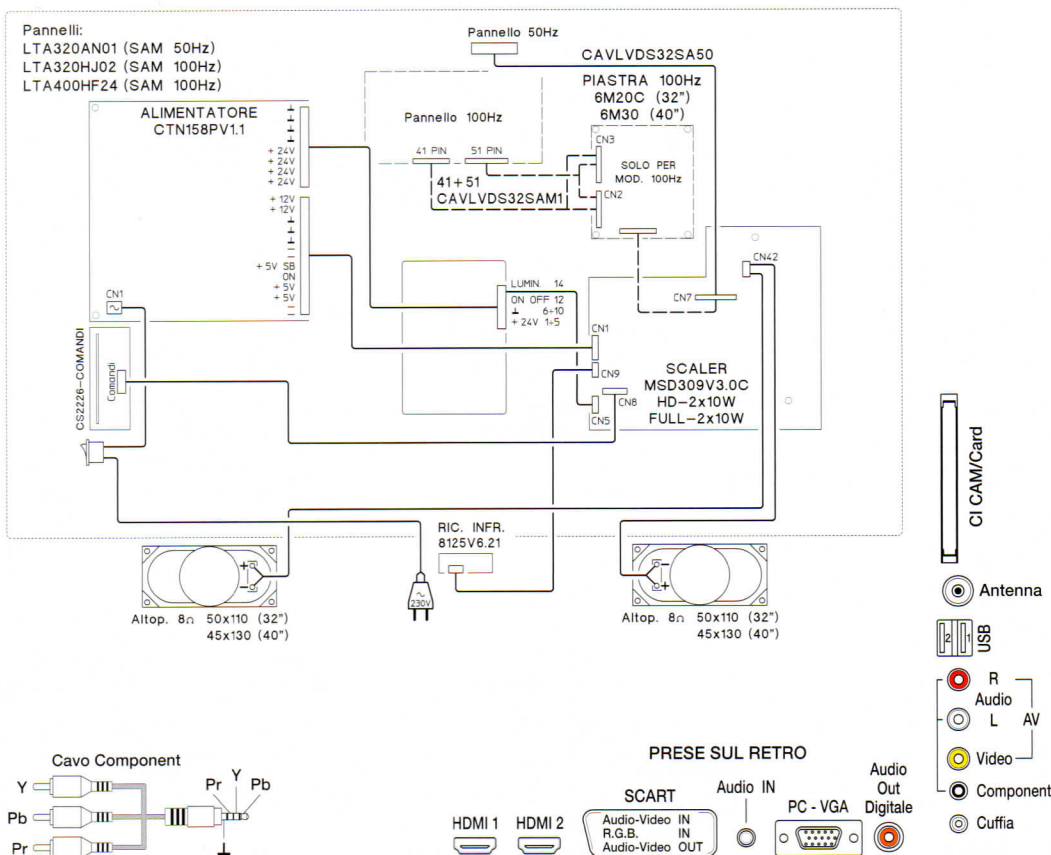 Pannelli:
LTA320AN01 (SAM 50Hz)
LTA320HJ02 (SAM 100Hz)
LTA400HF24 (SAM 100Hz)
Pannello 50Hz
CAVLVDS32SA50
PIASTRA 100Hz
6M20C (32")
6M30 (40")
ALIMENTATORE
CTN158PV1.1
+ 24V
+ 24V
+ 24V
+ 24V
+ 12V
+ 12V
+ 5V SB
ON
+ 5V
+ 5V
CN1
~
Pannello 100Hz
41 PIN
51 PIN
41+51
CAVLVDS32SAM1
CN3
SOLO PER
MOD. 100Hz
CN2
CN42
CN7
LUMIN. 14
ON OFF 12
⊥ 6÷10
+ 24V 1÷5
CN1
CN9
CN8
CN5
SCALER
MSD309V3.0C
HD-2x10W
FULL-2x10W
CS2226-COMANDI
Comandi
RIC. INFR.
8125V6.21
+
-
~
230V
-
+
Altop. 8Ω 50x110 (32")
45x130 (40")
Altop. 8Ω 50x110 (32")
45x130 (40")
CI CAM/Card
Antenna
2 1 USB
R
Audio
L
AV
Video
Component
Cuffia
Cavo Component
Y
Pb
Pr
Pr Y Pb
PRESE SUL RETRO
HDMI 1
HDMI 2
SCART
Audio-Video IN
R.G.B. IN
Audio-Video OUT
Audio IN
PC - VGA
Audio
Out
Digitale